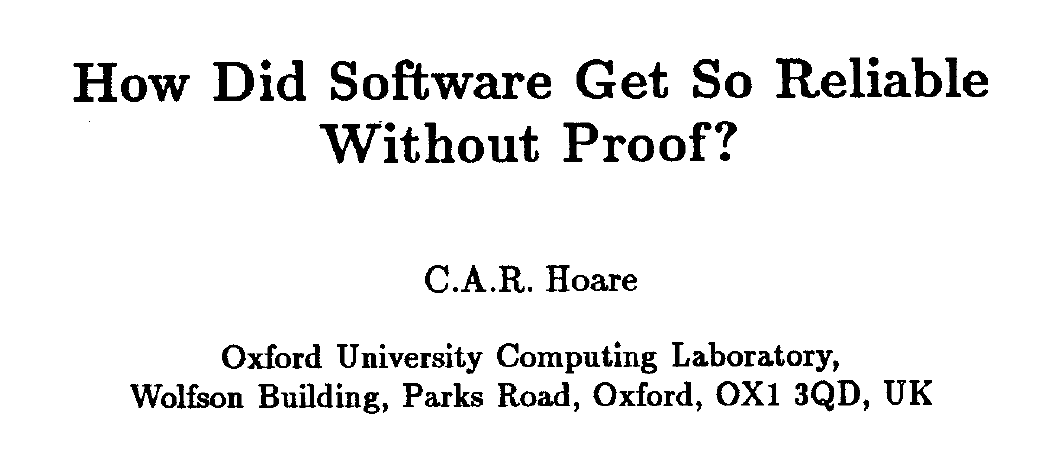 How Did Software Get So Reliable
Without Proof?
C.A.R. Hoare
Oxford University Computing Laboratory,
Wolfson Building, Parks Road, Oxford, OX1 3QD, UK